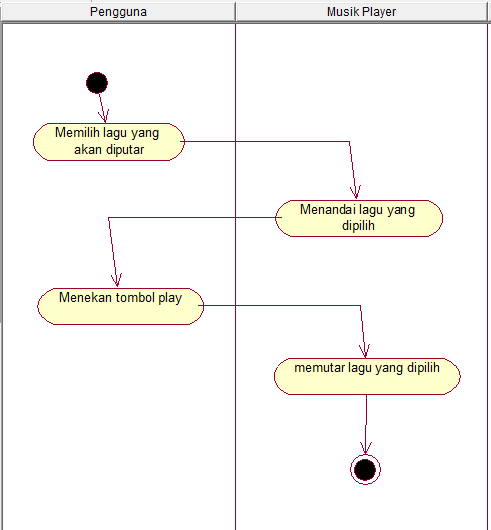 Pengguna
Musik Player
Memilih lagu yang
akan diputar
Menandai lagu yang
dipilih
Menekan tombol play
memutar lagu yang dipilih